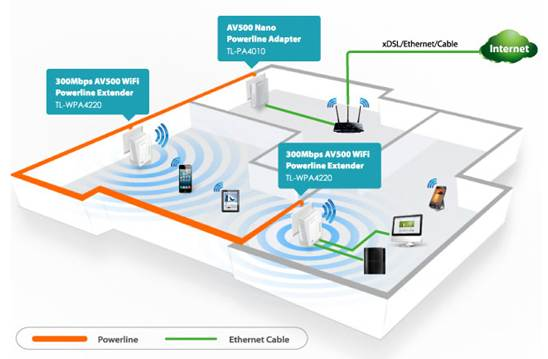 AV500 Nano
Powerline Adapter
TL-PA4010
xDSL/Ethernet/Cable
Internet
300Mbps AV500 WiFi
Powerline Extender
TL-WPA4220
300Mbps AV500 WiFi
Powerline Extender
TL-WPA4220
Powerline
Ethernet Cable